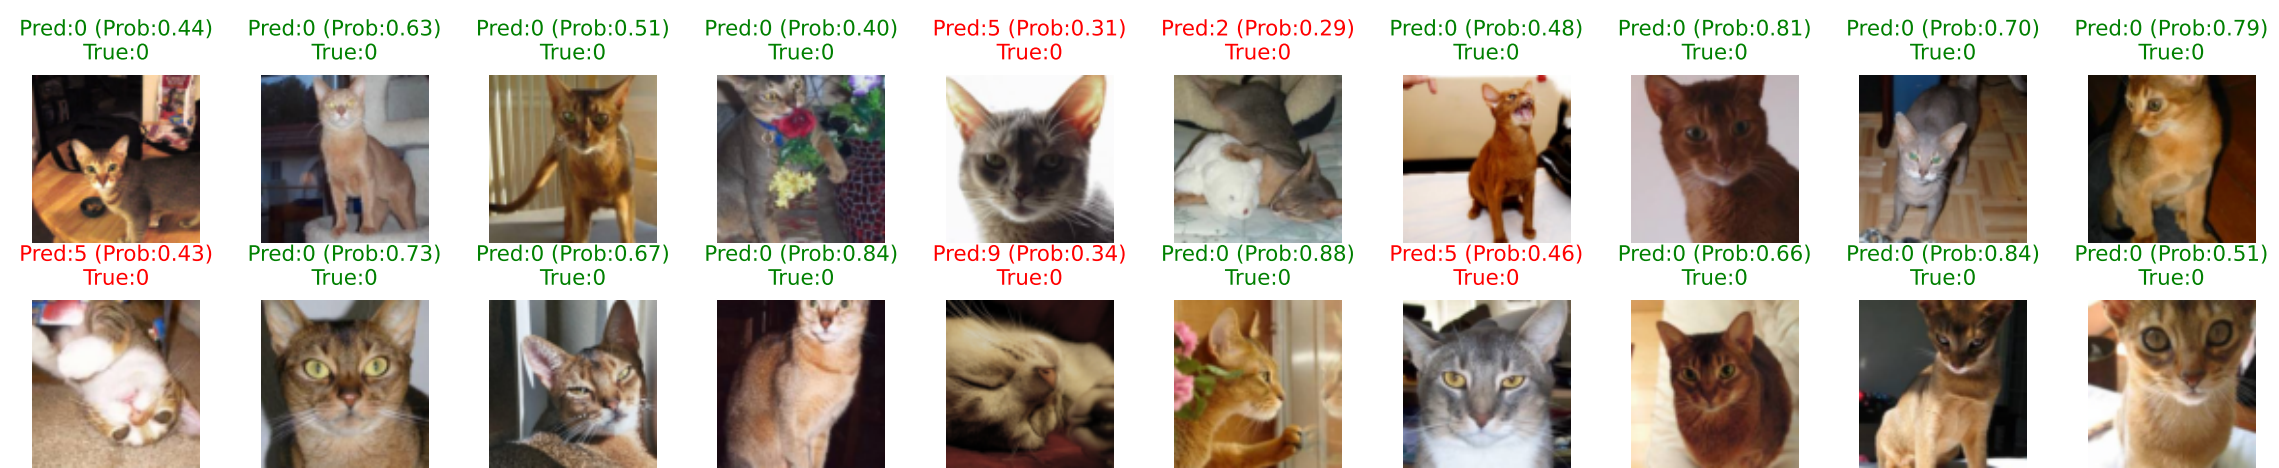 Pred:0 (Prob:0.44)
True:0
Pred:0 (Prob:0.63)
True:0
Pred:0 (Prob:0.51)
True:0
Pred:0 (Prob:0.40)
True:0
Pred:5 (Prob:0.31)
True:0
Pred:2 (Prob:0.29)
True:0
Pred:0 (Prob:0.48)
True:0
Pred:0 (Prob:0.81)
True:0
Pred:0 (Prob:0.70)
True:0
Pred:0 (Prob:0.79)
True:0
Pred:5 (Prob:0.43)
True:0
Pred:0 (Prob:0.73)
True:0
Pred:0 (Prob:0.67)
True:0
Pred:0 (Prob:0.84)
True:0
Pred:9 (Prob:0.34)
True:0
Pred:0 (Prob:0.88)
True:0
Pred:5 (Prob:0.46)
True:0
Pred:0 (Prob:0.66)
True:0
Pred:0 (Prob:0.84)
True:0
Pred:0 (Prob:0.51)
True:0